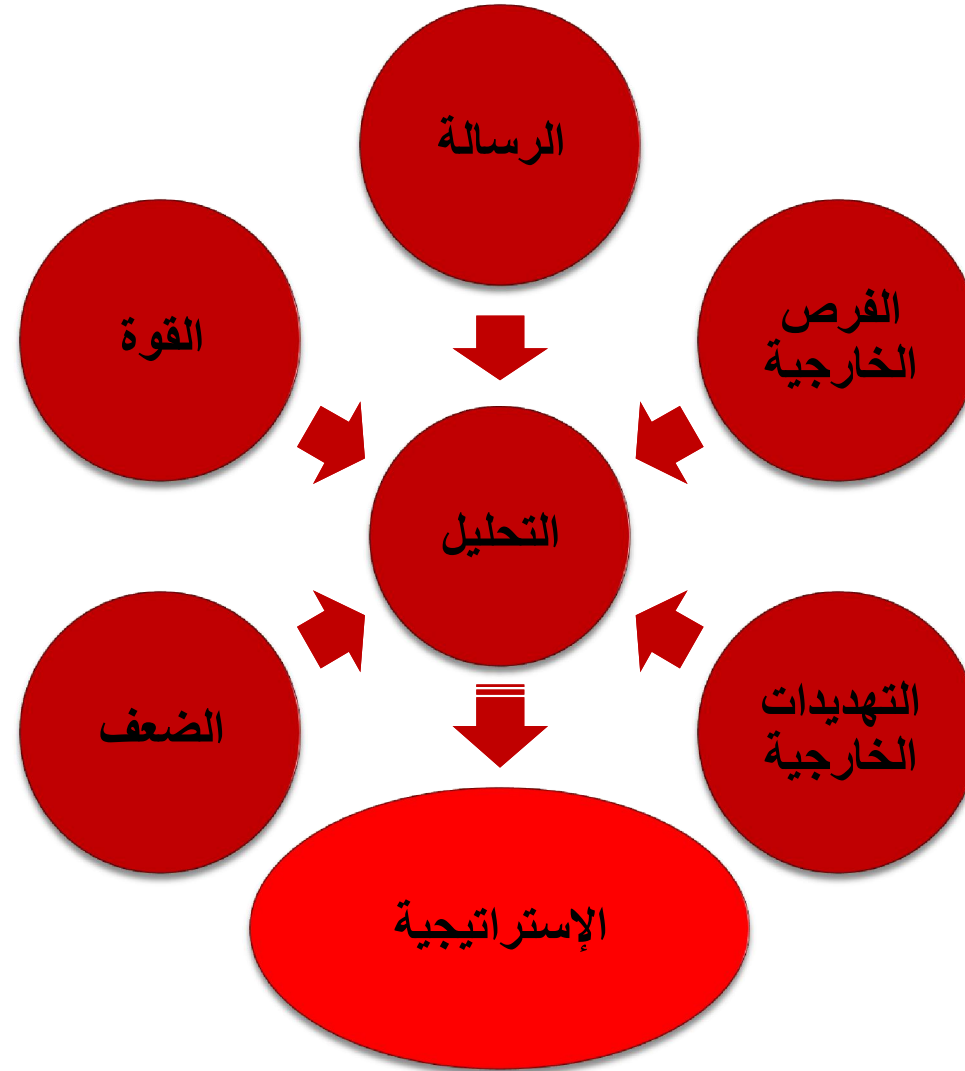 الرسالة
الفرص
الخارجية
القوة
التحليل
التهديدات
الخارجية
الضعف
الإستراتيجية